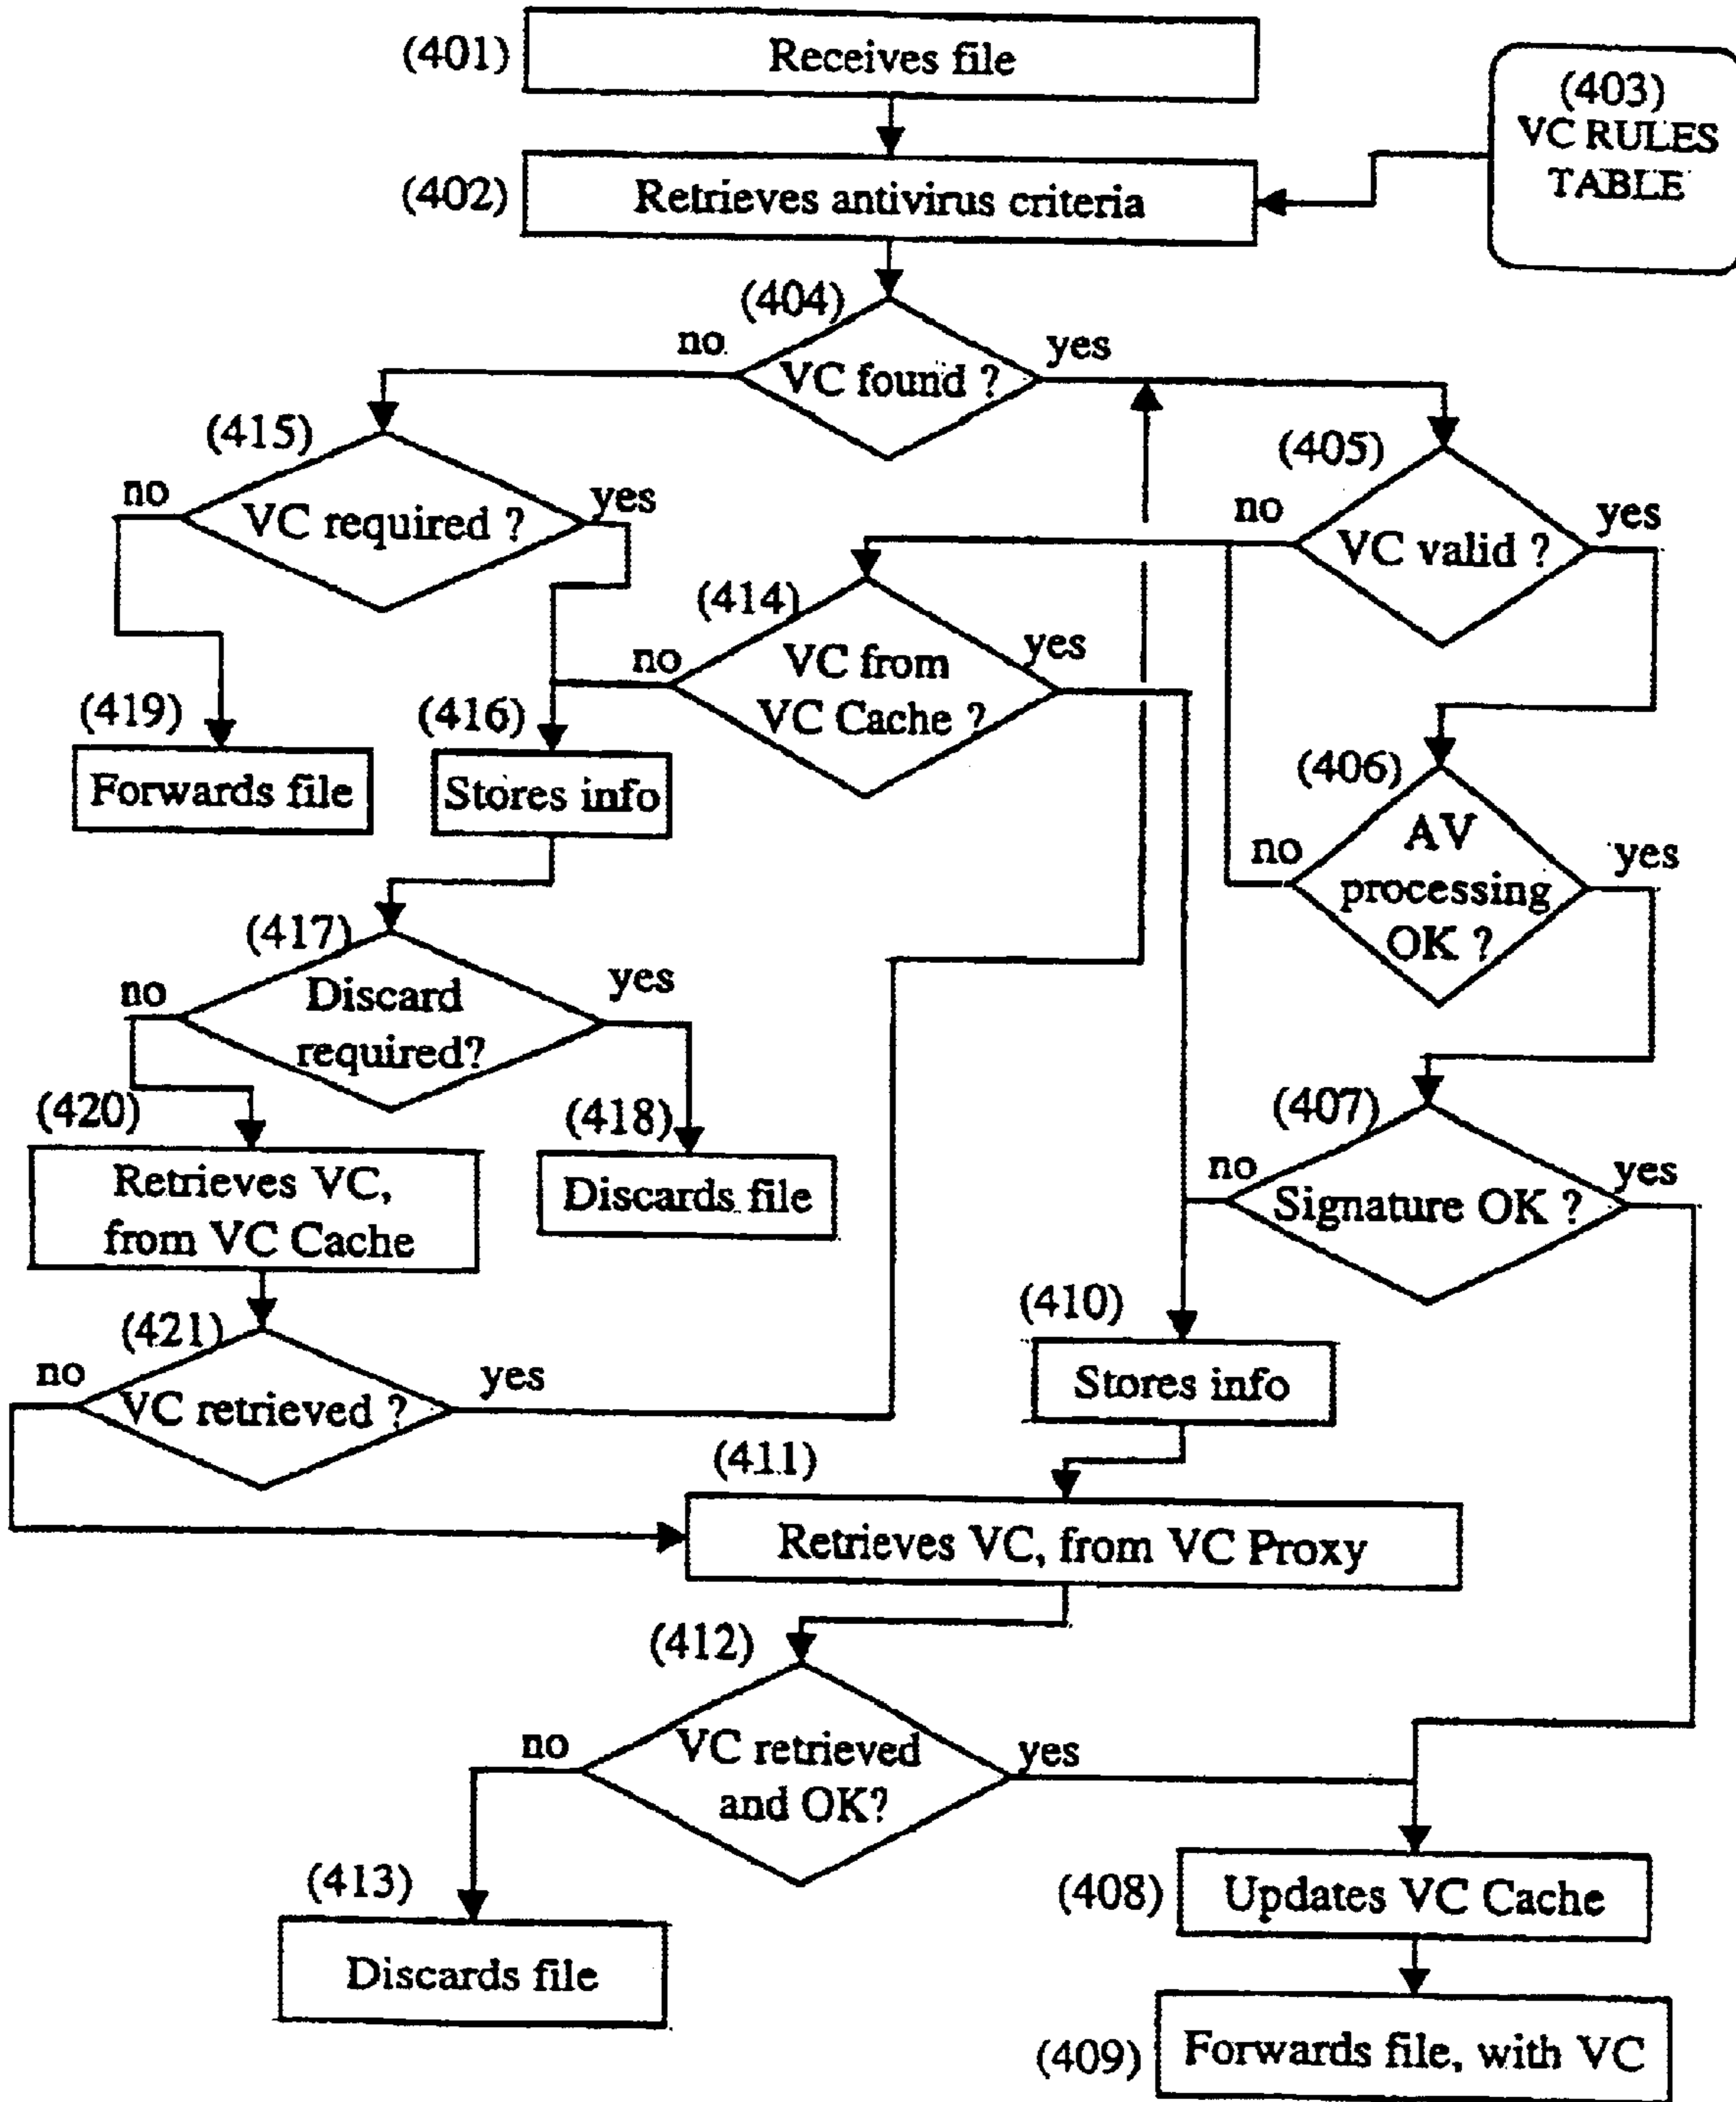 (401)
Receives file
(403)
VC RULES
TABLE
(402)
Retrieves antivirus criteria
(404)
no
VC found ?
yes
(415)
no
VC required ?
yes
(405)
no
VC valid ?
yes
(414)
no
VC from
VC Cache ?
yes
(419)
Forwards file
(416)
Stores info
(406)
no
AV
processing
OK ?
yes
(417)
no
Discard
required?
yes
(420)
Retrieves VC,
from VC Cache
(418)
Discards file
(407)
no
Signature OK ?
yes
(410)
Stores info
(421)
no
VC retrieved ?
yes
(411)
Retrieves VC, from VC Proxy
(412)
no
VC retrieved
and OK?
yes
(413)
Discards file
(408)
Updates VC Cache
(409)
Forwards file, with VC